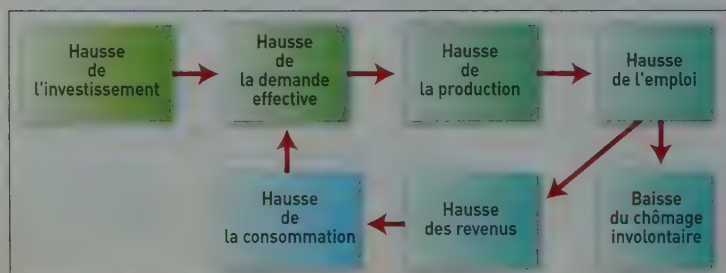 Hausse
de
l'investissement
Hausse
de
la demande
effective
Hausse
de
la production
Hausse
de l'emploi
Hausse
de
la consommation
Hausse
des revenus
Baisse
du chômage
involontaire